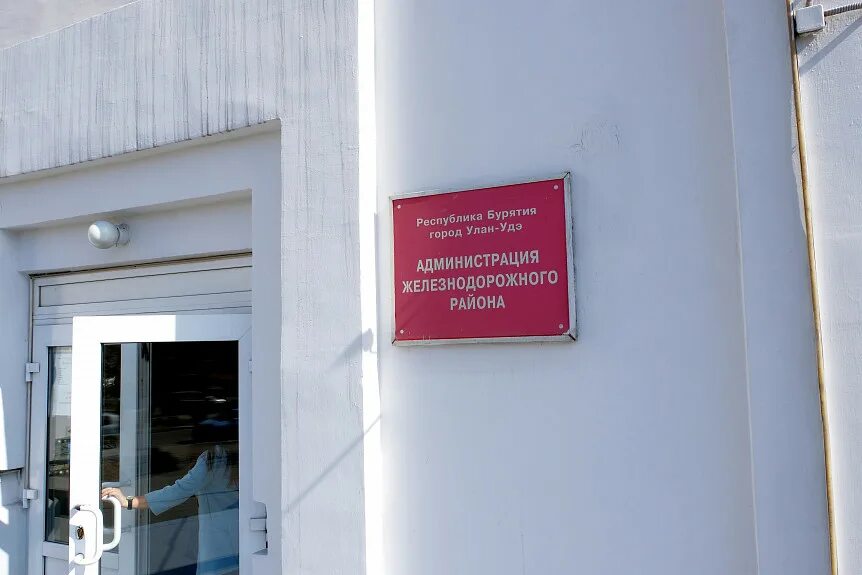 Республика Бурятия
город Улан-Удэ
АДМИНИСТРАЦИЯ
ЖЕЛЕЗНОДОРОЖНОГО
РАЙОНА